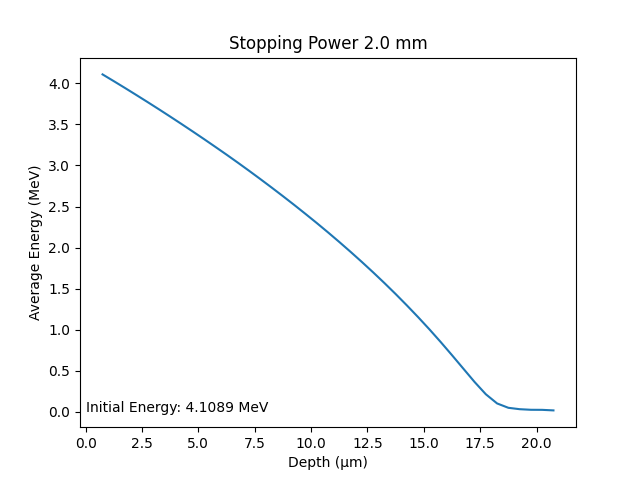 Stopping Power 2.0 mm
Average Energy (MeV)
4.0
3.5
3.0
2.5
2.0
1.5
1.0
0.5
0.0
Initial Energy: 4.1089 MeV
0.0 2.5 5.0 7.5 10.0 12.5 15.0 17.5 20.0
Depth (μm)